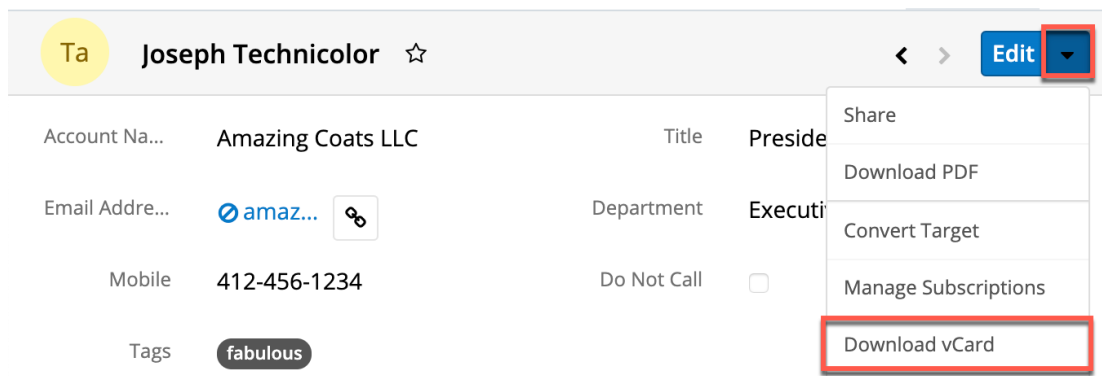 Ta
Joseph Technicolor
Edit
Share
Download PDF
Convert Target
Manage Subscriptions
Download vCard
Account Na...
Amazing Coats LLC
Title
Preside
Email Addre...
amaz...
Department
Executi
Mobile
412-456-1234
Do Not Call
Tags
fabulous